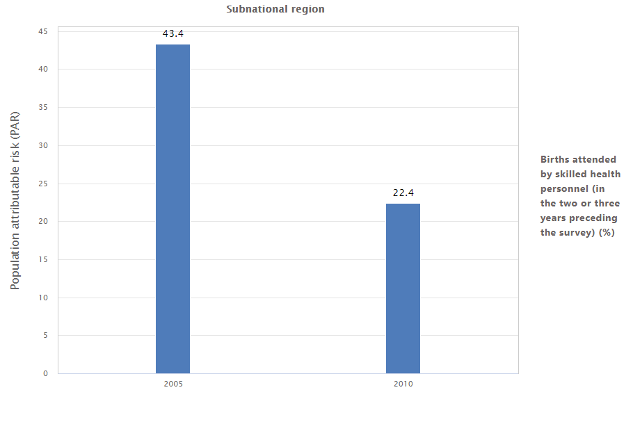 Subnational region
Population attributable risk (PAR)
45
40
35
30
25
20
15
10
5
0
43.4
22.4
2005
2010
Births attended
by skilled health
personnel (in
the two or three
years preceding
the survey) (%)